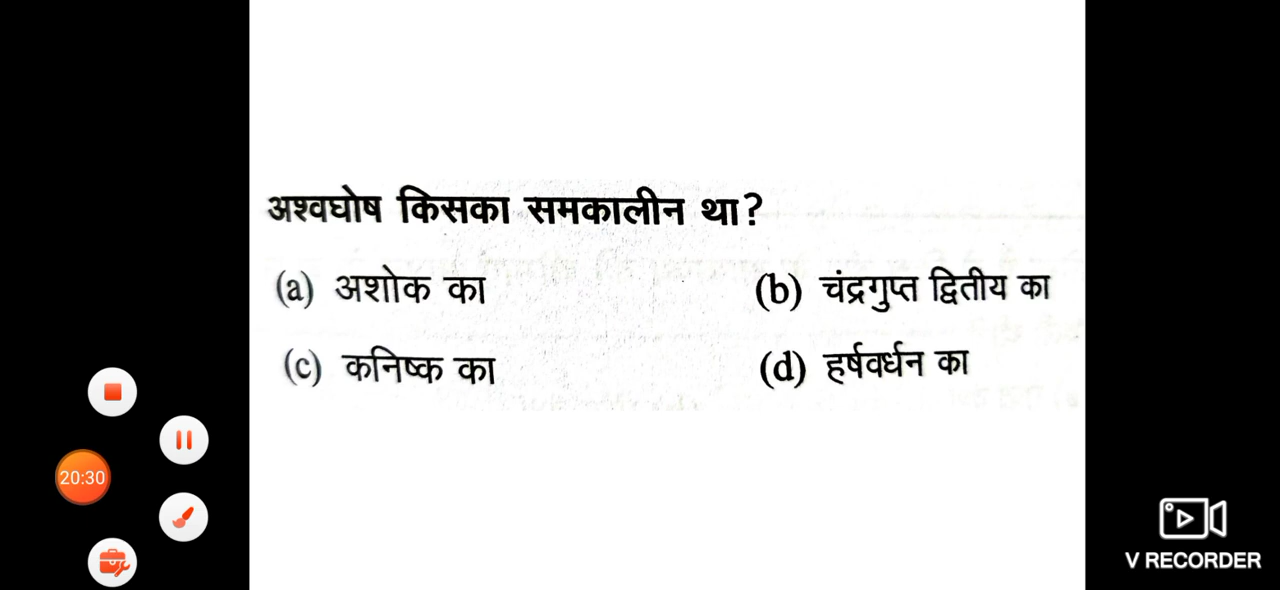 अश्वघोष किसका समकालीन था?
(a) अशोक का (b) चंद्रगुप्त द्वितीय का
(c) कनिष्क का (d) हर्षवर्धन का
20:30
V RECORDER